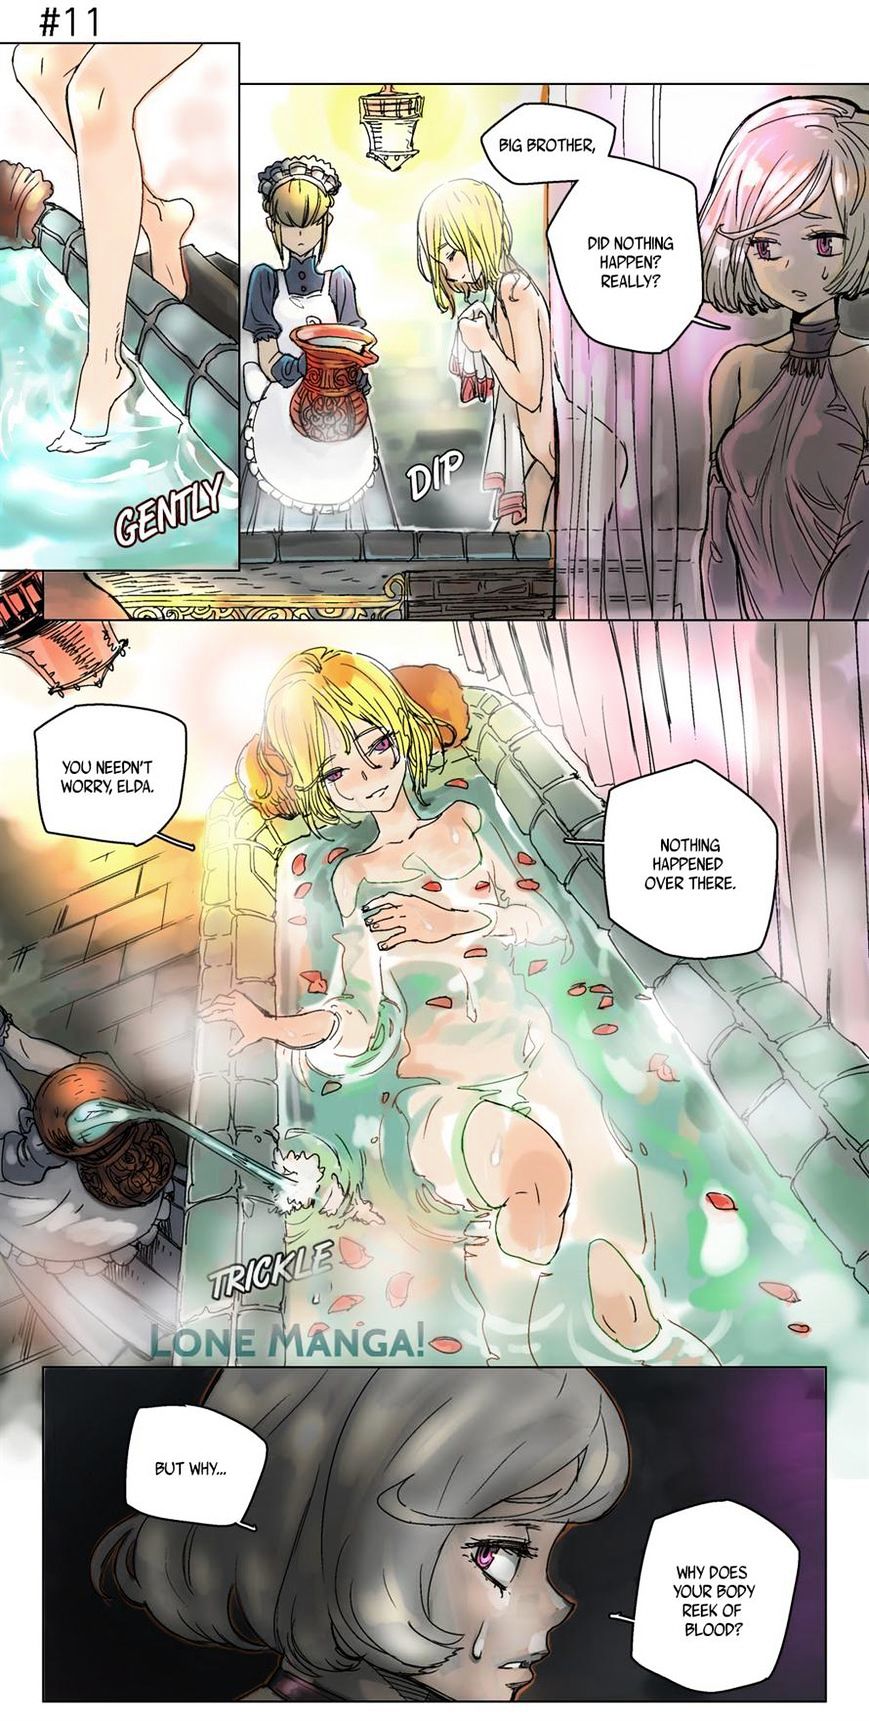 #11
GENTLY
BIG BROTHER,
DID NOTHING
HAPPEN?
REALLY?
DIP
YOU NEEDN'T
WORRY, ELDA.
NOTHING
HAPPENED
OVER THERE.
TRICKLE
LONE MANGA!
BUT WHY...
WHY DOES
YOUR BODY
REEK OF
BLOOD?